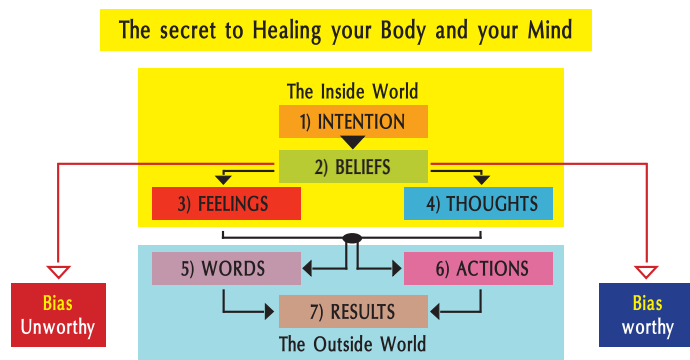 The secret to Healing your Body and your Mind
The Inside World
1) INTENTION
2) BELIEFS
3) FEELINGS
4) THOUGHTS
5) WORDS
6) ACTIONS
Bias
Unworthy
Bias
worthy
7) RESULTS
The Outside World